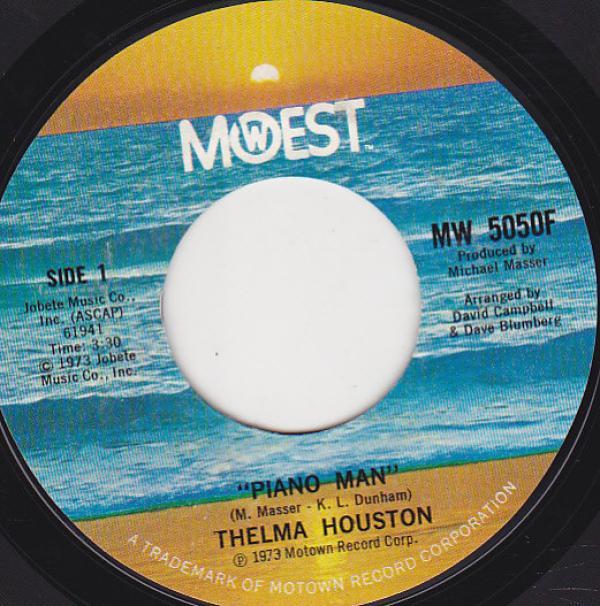 MOWEST™
SIDE 1
Jobete Music Co.,
Inc. (ASCAP)
61941
Time: 3:30
© 1973 Jobete
Music Co., Inc.
MW 5050F
Produced by
Michael Masser
Arranged by
David Campbell
& Dave Blumberg
"PIANO MAN"
(M. Masser - K. L. Dunham)
THELMA HOUSTON
℗ 1973 Motown Record Corp.
A TRADEMARK OF MOTOWN RECORD CORPORATION